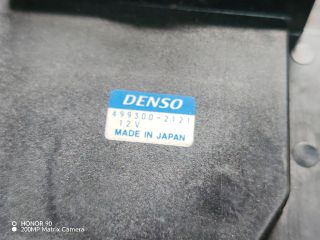 DENSO
499300-2121
12V
MADE IN JAPAN
HONOR 90
200MP Matrix Camera